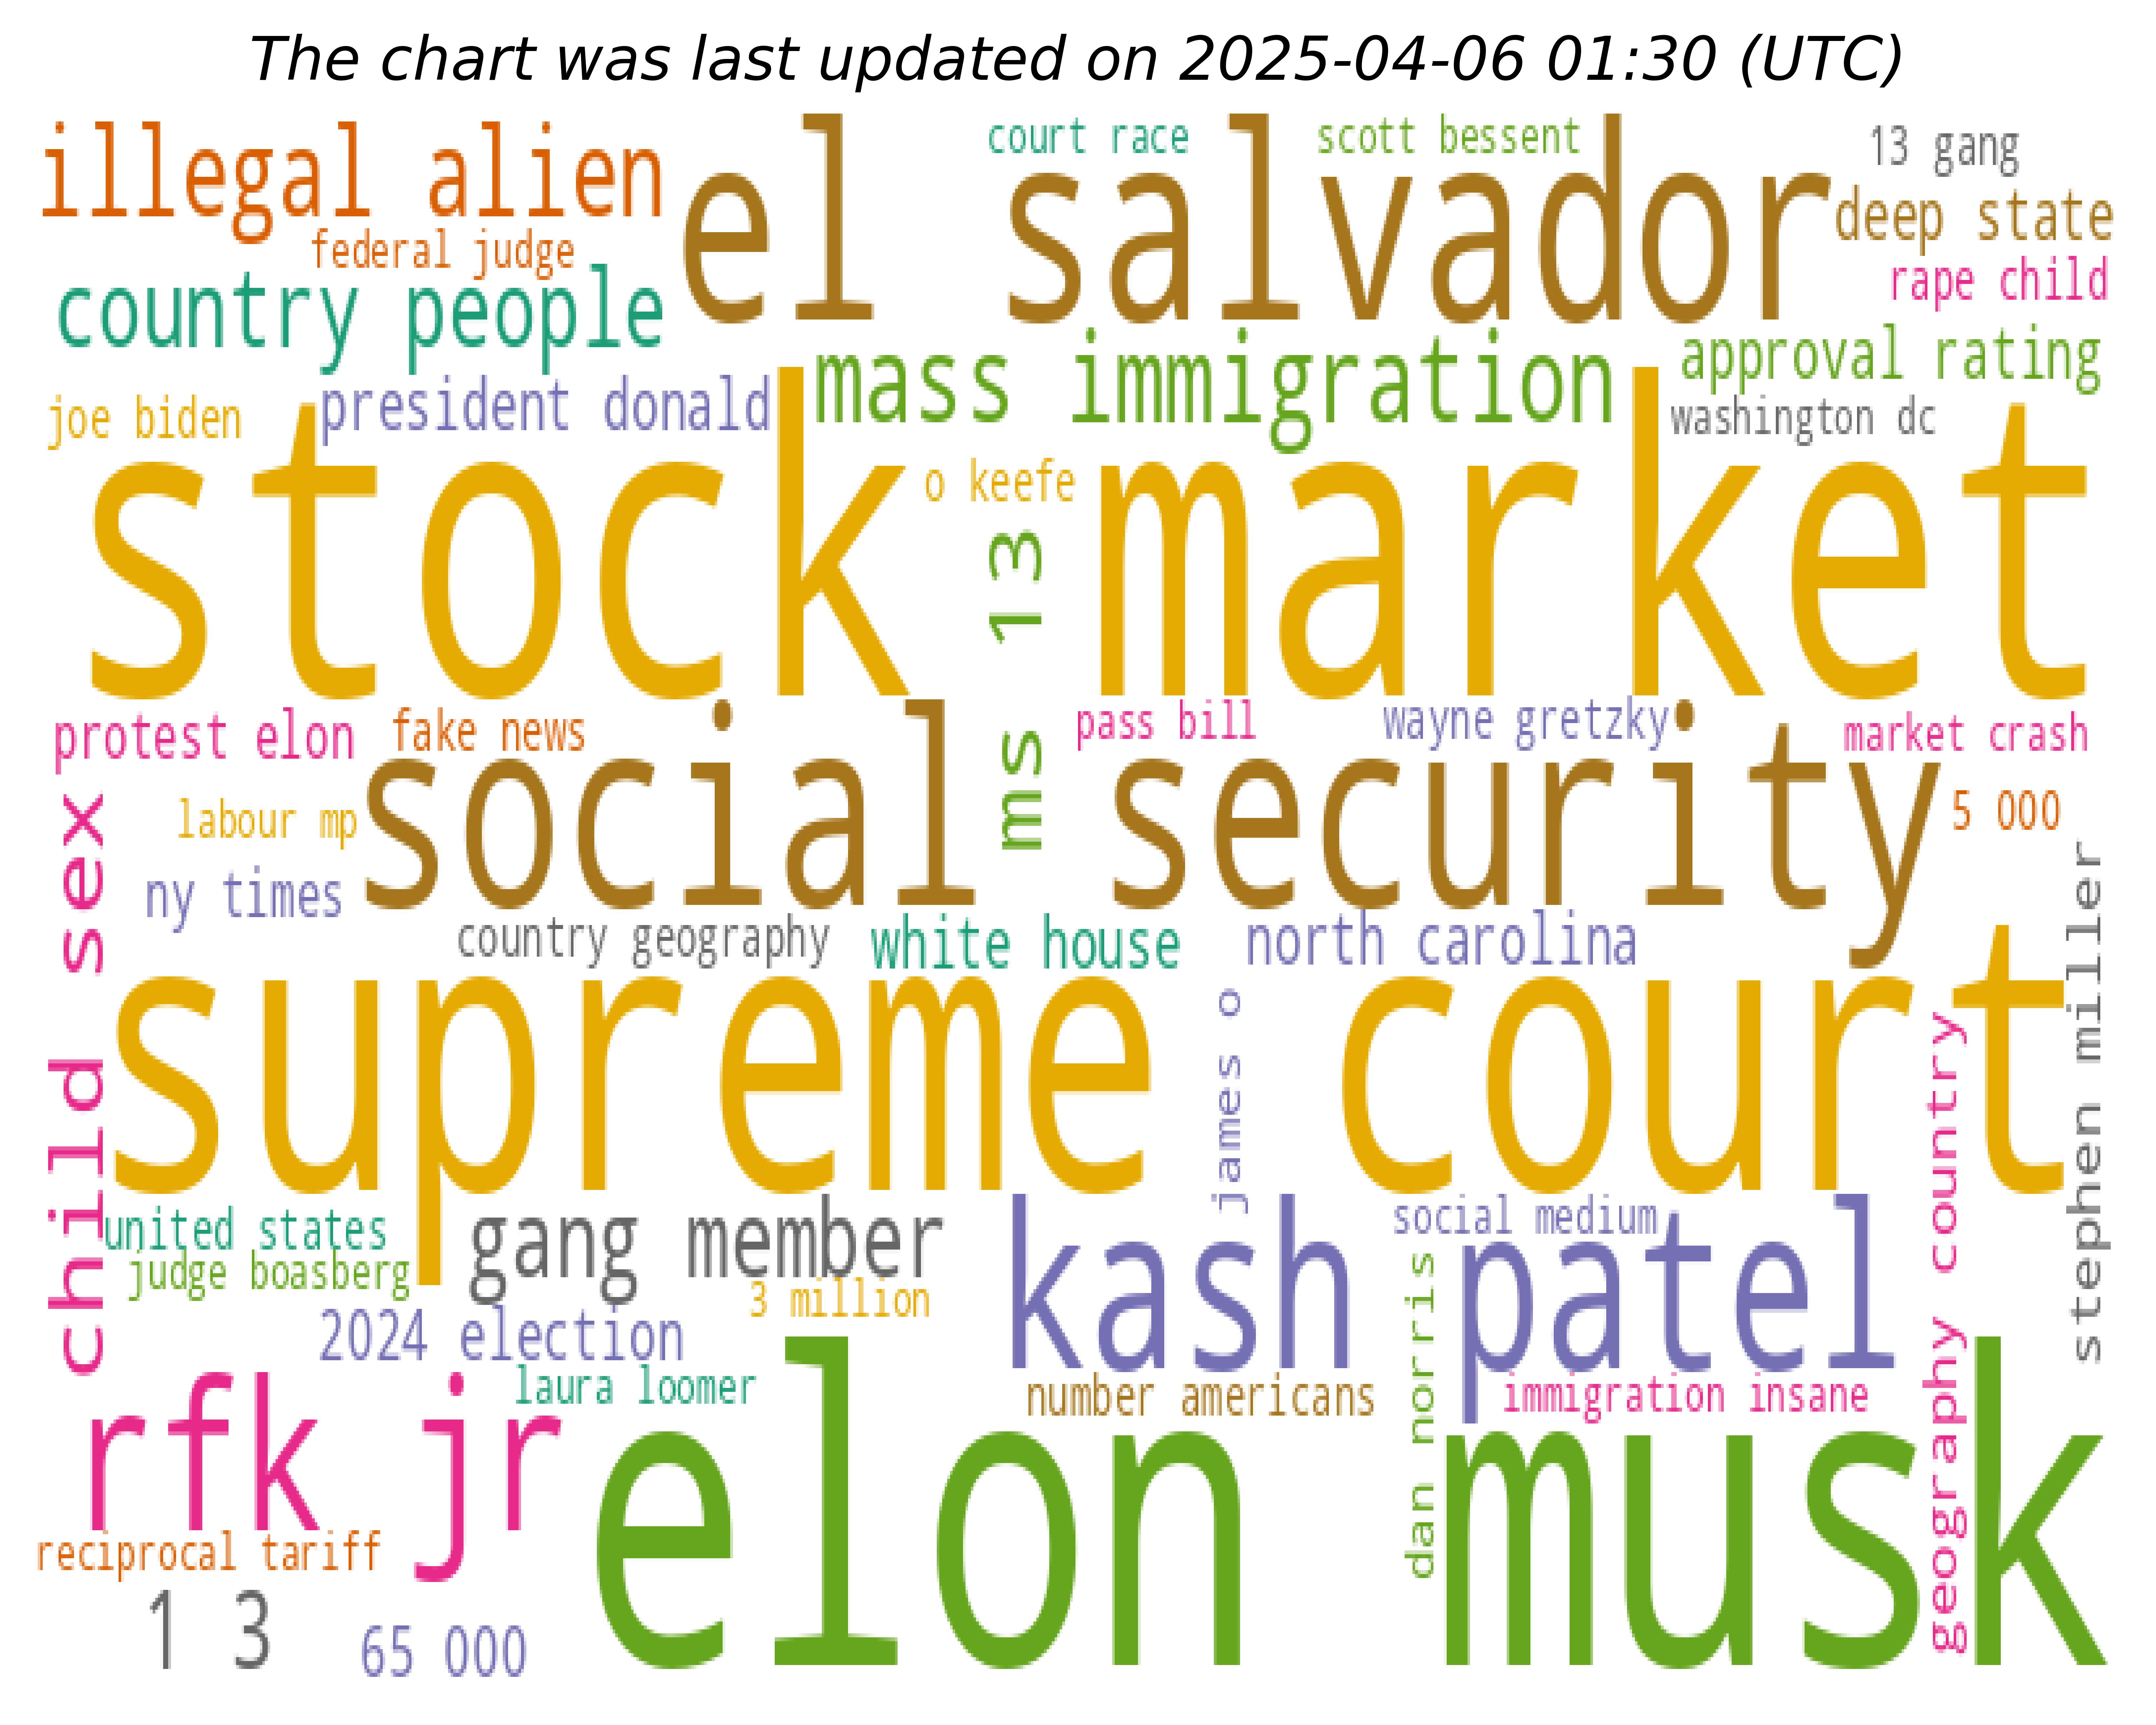 The chart was last updated on 2025-04-06 01:30 (UTC)
illegal alien
court race
scott bessent
13 gang
el salvador
deep state
federal judge
rape child
country people
mass immigration
approval rating
joe biden
president donald
washington dc
stock market
o keefe
ms 13
protest elon
fake news
pass bill
wayne gretzky
market crash
social security
labour mp
5 000
child sex
ny times
stephen miller
country geography
white house
north carolina
supreme court
james o
geography country
united states
gang member
kash patel
social medium
judge boasberg
3 million
2024 election
dan norris
laura loomer
number americans
immigration insane
rfk jr
elon musk
reciprocal tariff
1 3
65 000